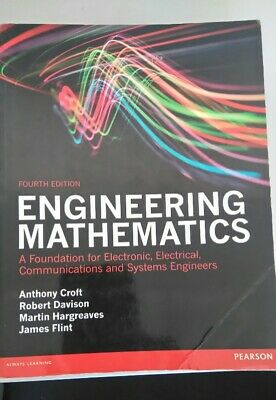 FOURTH EDITION
ENGINEERING
MATHEMATICS
A Foundation for Electronic, Electrical,
Communications and Systems Engineers
Anthony Croft
Robert Davison
Martin Hargreaves
James Flint
ALWAYS LEARNING
PEARSON